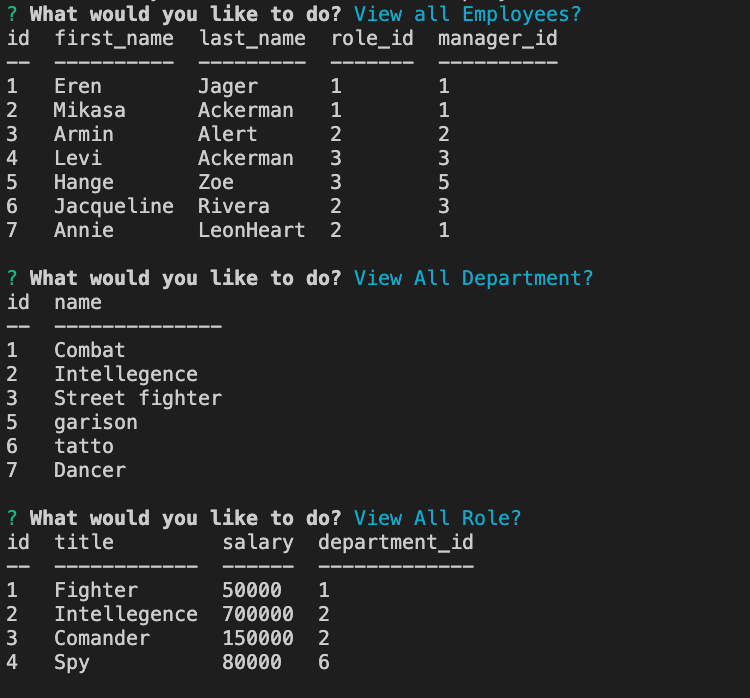 ? What would you like to do? View all Employees?
id  first_name  last_name  role_id  manager_id
--  ----------  ---------  -------  ----------
1   Eren        Jager      1        1
2   Mikasa      Ackerman   1        1
3   Armin       Alert      2        2
4   Levi        Ackerman   3        3
5   Hange       Zoe        3        5
6   Jacqueline  Rivera     2        3
7   Annie       LeonHeart  2        1
? What would you like to do? View All Department?
id  name
--  --------------
1   Combat
2   Intellegence
3   Street fighter
5   garison
6   tatto
7   Dancer
? What would you like to do? View All Role?
id  title         salary  department_id
--  ------------  ------  -------------
1   Fighter       50000   1
2   Intellegence  700000  2
3   Comander      150000  2
4   Spy           80000   6